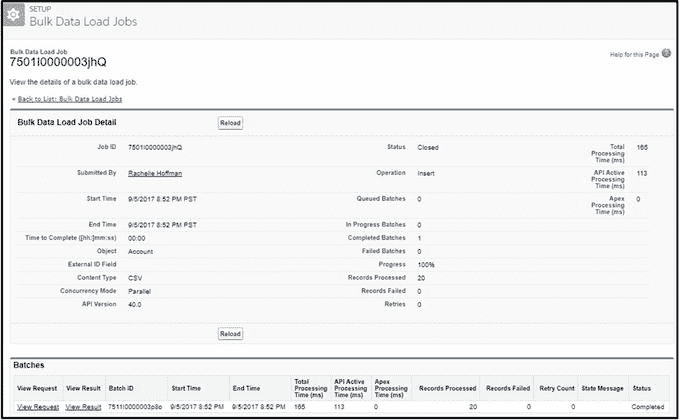 SETUP
Bulk Data Load Jobs
Bulk Data Load Job
7501I0000003jhQ
Help for this Page
View the details of a bulk data load job.
« Back to List: Bulk Data Load Jobs
Bulk Data Load Job Detail Reload
Job ID 7501I0000003jhQ Status Closed Total Processing Time (ms) 165
Submitted By Rachelle Hoffman Operation Insert API Active Processing Time (ms) 113
Start Time 9/5/2017 8:52 PM PST Queued Batches 0 Apex Processing Time (ms) 0
End Time 9/5/2017 8:52 PM PST In Progress Batches 0
Time to Complete ([hh:]mm:ss) 00:00 Completed Batches 1
Object Account Failed Batches 0
External ID Field Progress 100%
Content Type CSV Records Processed 20
Concurrency Mode Parallel Records Failed 0
API Version 40.0 Retries 0
Reload
Batches
View Request View Result Batch ID Start Time End Time Total Processing Time (ms) API Active Processing Time (ms) Apex Processing Time (ms) Records Processed Records Failed Retry Count State Message Status
View Request View Result 7511I0000003p8o 9/5/2017 8:52 PM 9/5/2017 8:52 PM 165 113 0 20 0 0 Completed